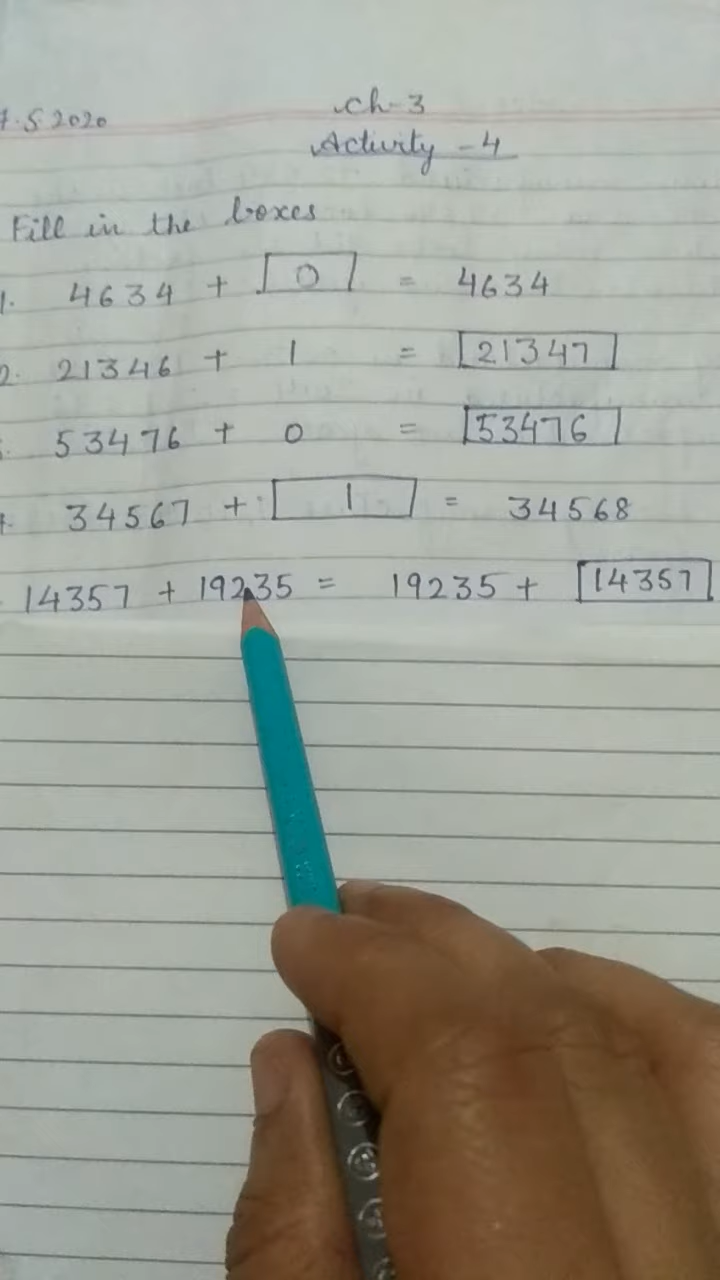 7.5 2020
Ch-3
Activity - 4
Fill in the boxes
1. 4634 + 0 = 4634
2. 21346 + 1 = 21347
53476 + 0 = 53476
4. 34567 + 1 = 34568
14357 + 19235 = 19235 + 14357